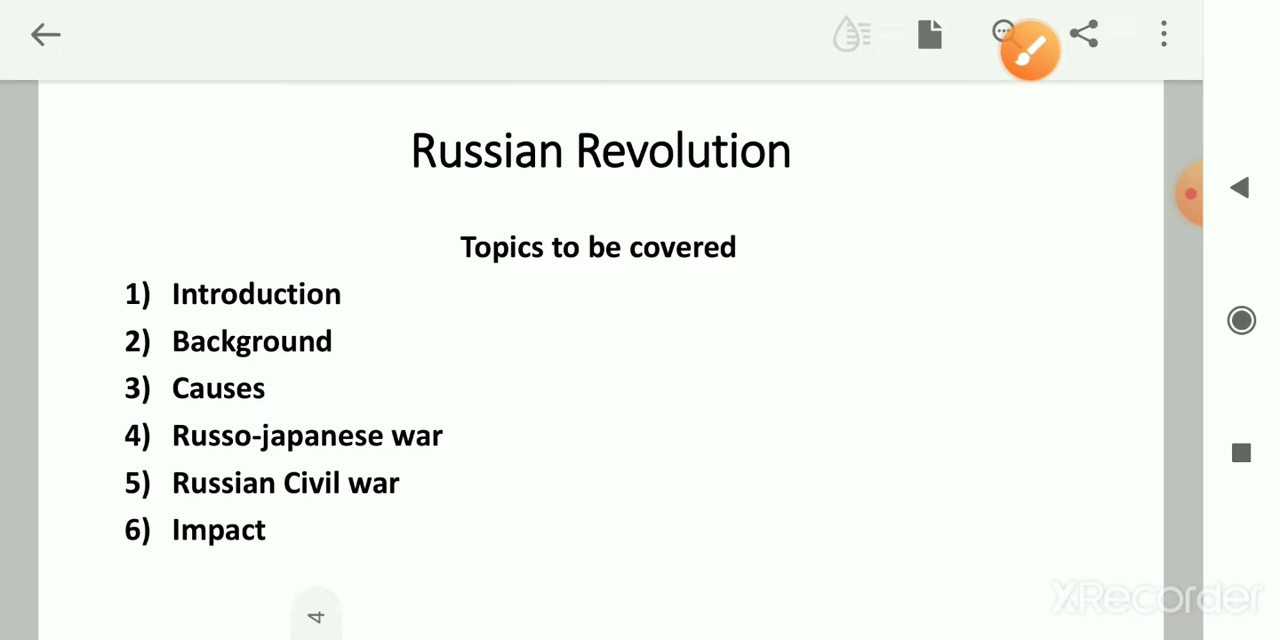 Russian Revolution
Topics to be covered
1) Introduction
2) Background
3) Causes
4) Russo-japanese war
5) Russian Civil war
6) Impact
4
XRecorder